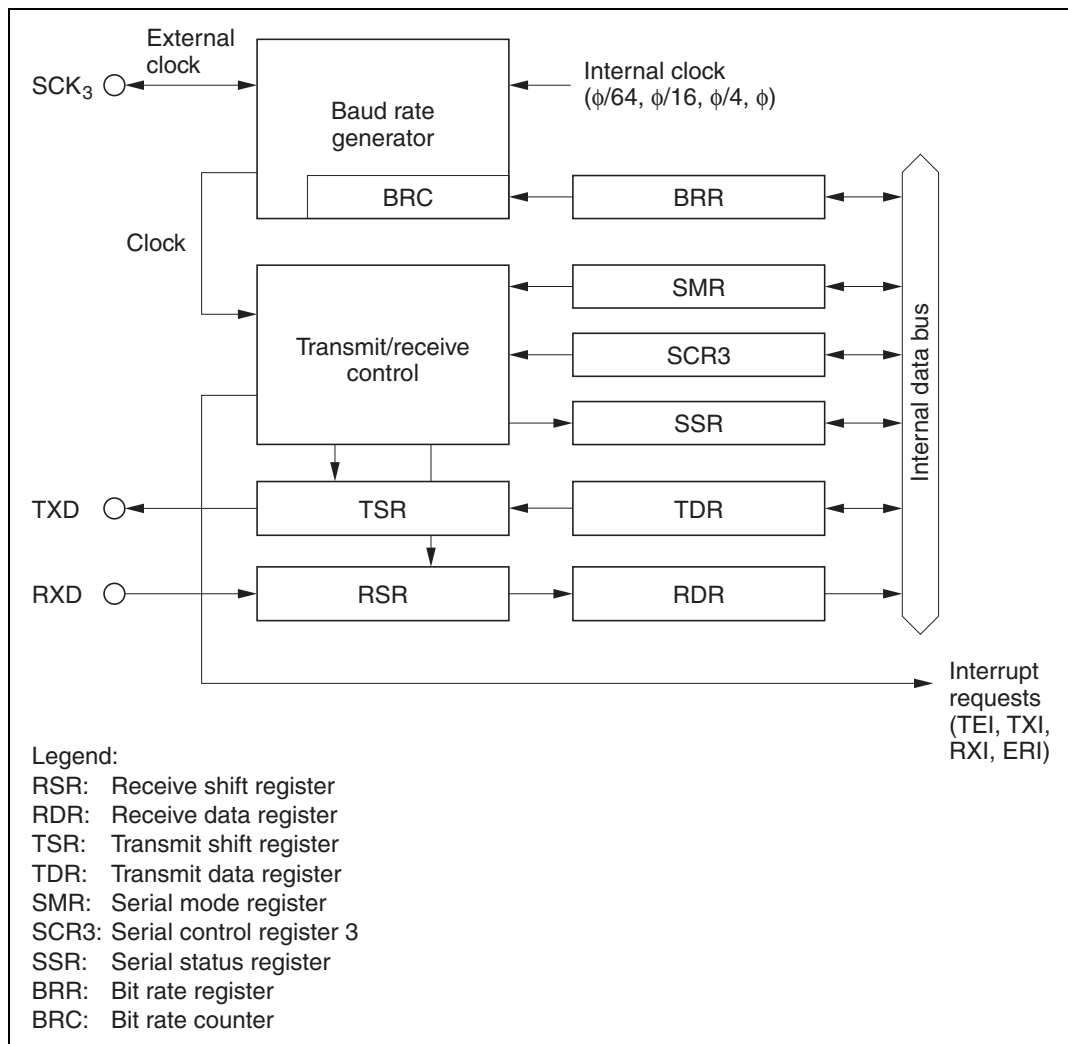 External
clock
SCK3
Internal clock
(ϕ/64, ϕ/16, ϕ/4, ϕ)
Baud rate
generator
BRC
BRR
Clock
SMR
Transmit/receive
control
SCR3
SSR
Internal data bus
TXD
TSR
TDR
RXD
RSR
RDR
Interrupt
requests
(TEI, TXI,
RXI, ERI)
Legend:
RSR: Receive shift register
RDR: Receive data register
TSR: Transmit shift register
TDR: Transmit data register
SMR: Serial mode register
SCR3: Serial control register 3
SSR: Serial status register
BRR: Bit rate register
BRC: Bit rate counter